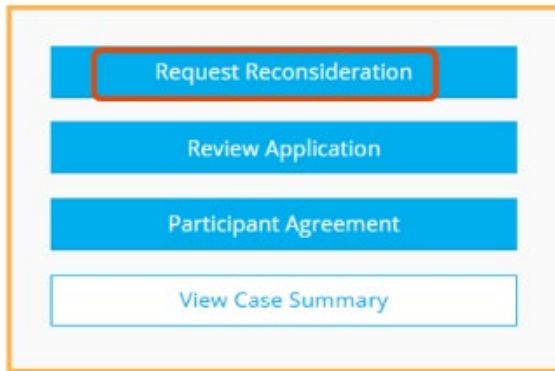 Request Reconsideration
Review Application
Participant Agreement
View Case Summary